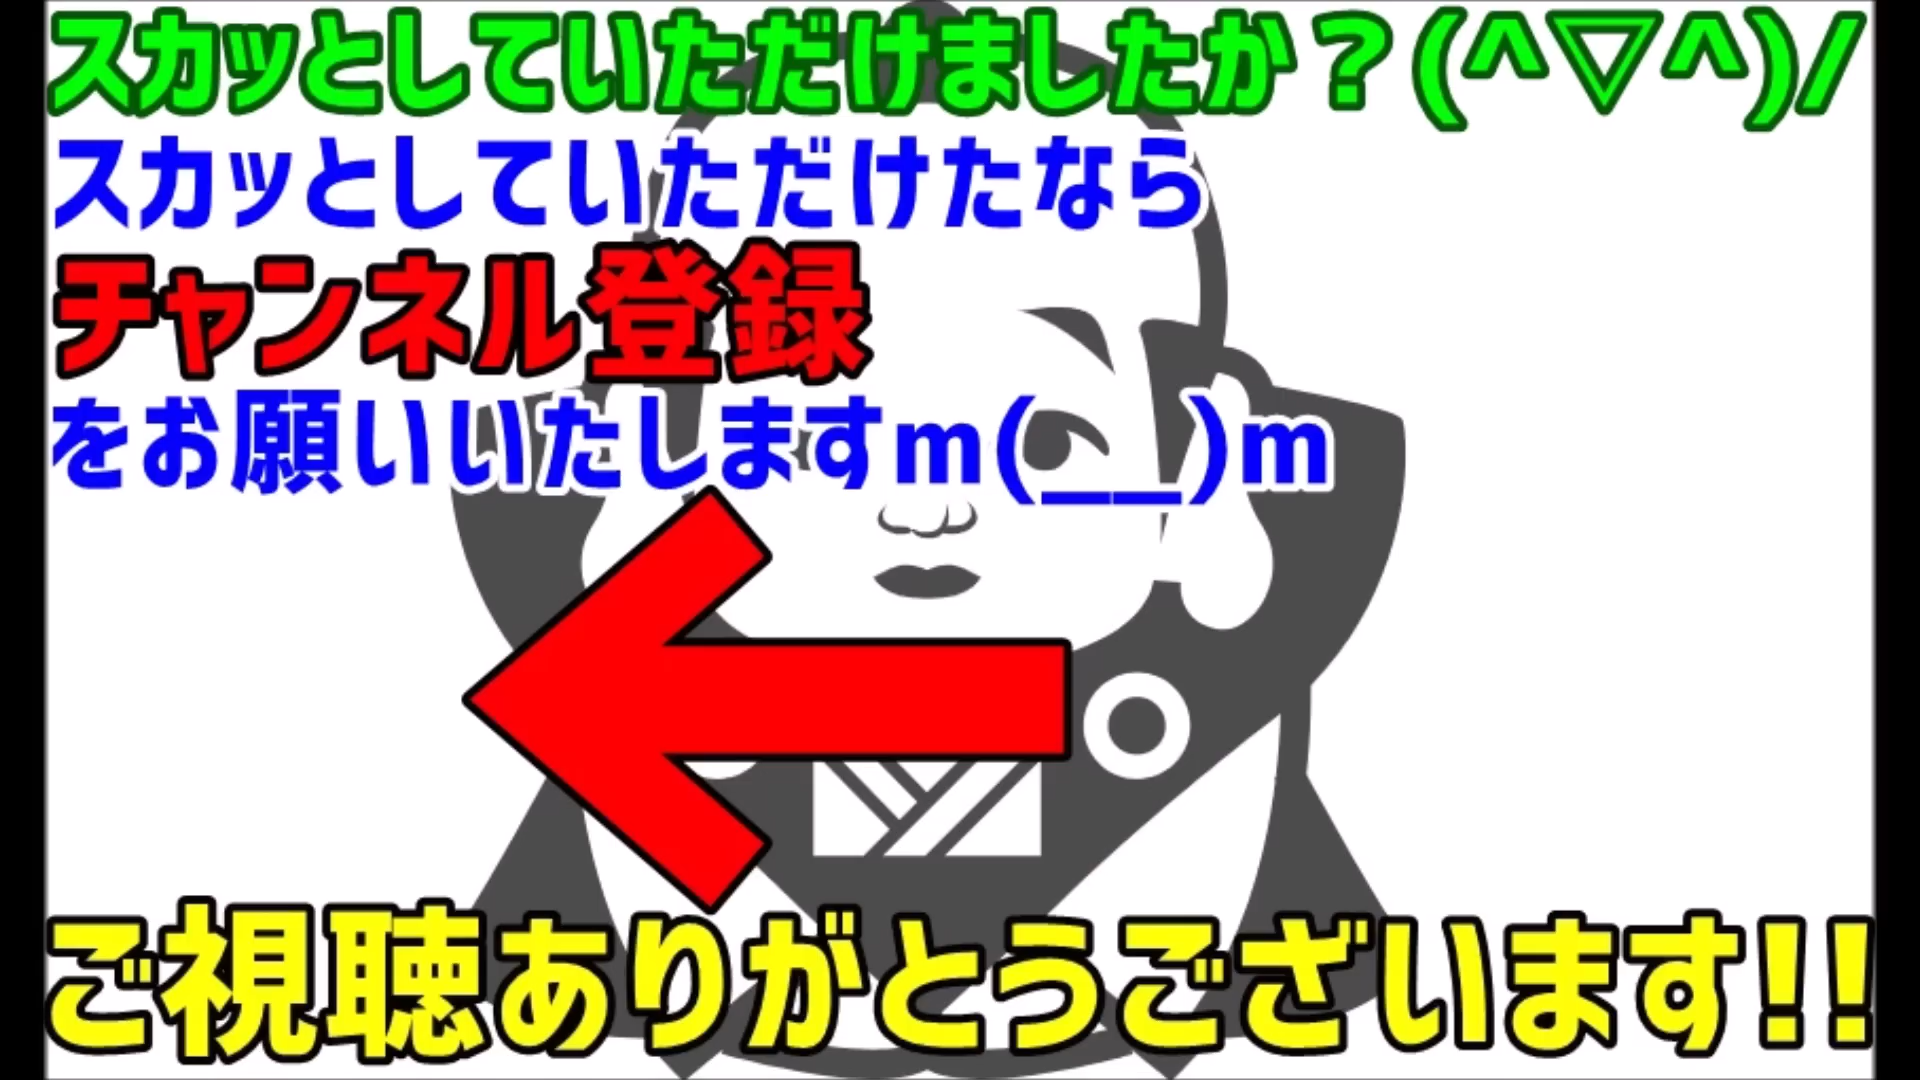 スカッとしていただけましたか？(^▽^)/
スカッとしていただけたなら
チャンネル登録
をお願いいたしますm(__)m
ご視聴ありがとうございます!!